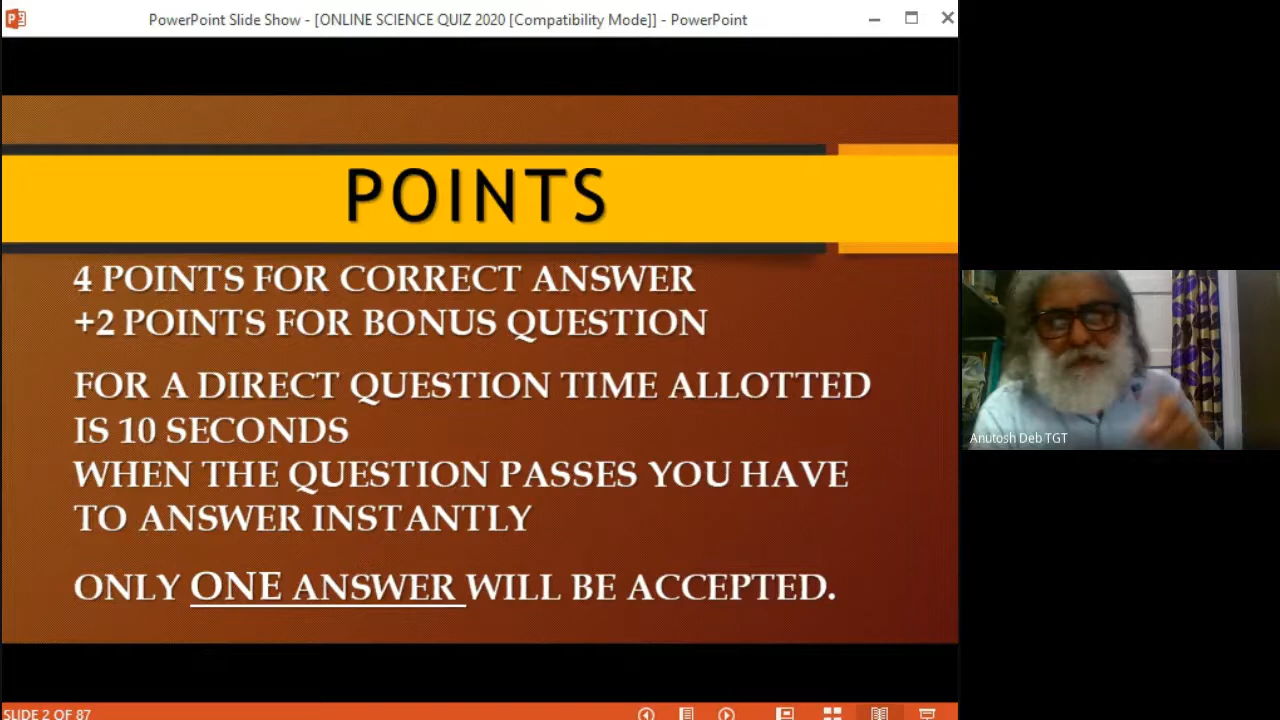 PowerPoint Slide Show - [ONLINE SCIENCE QUIZ 2020 [Compatibility Mode]] - PowerPoint
POINTS
4 POINTS FOR CORRECT ANSWER
+2 POINTS FOR BONUS QUESTION
FOR A DIRECT QUESTION TIME ALLOTTED
IS 10 SECONDS
WHEN THE QUESTION PASSES YOU HAVE
TO ANSWER INSTANTLY
ONLY ONE ANSWER WILL BE ACCEPTED.
Anutosh Deb TGT
SLIDE 2 OF 87